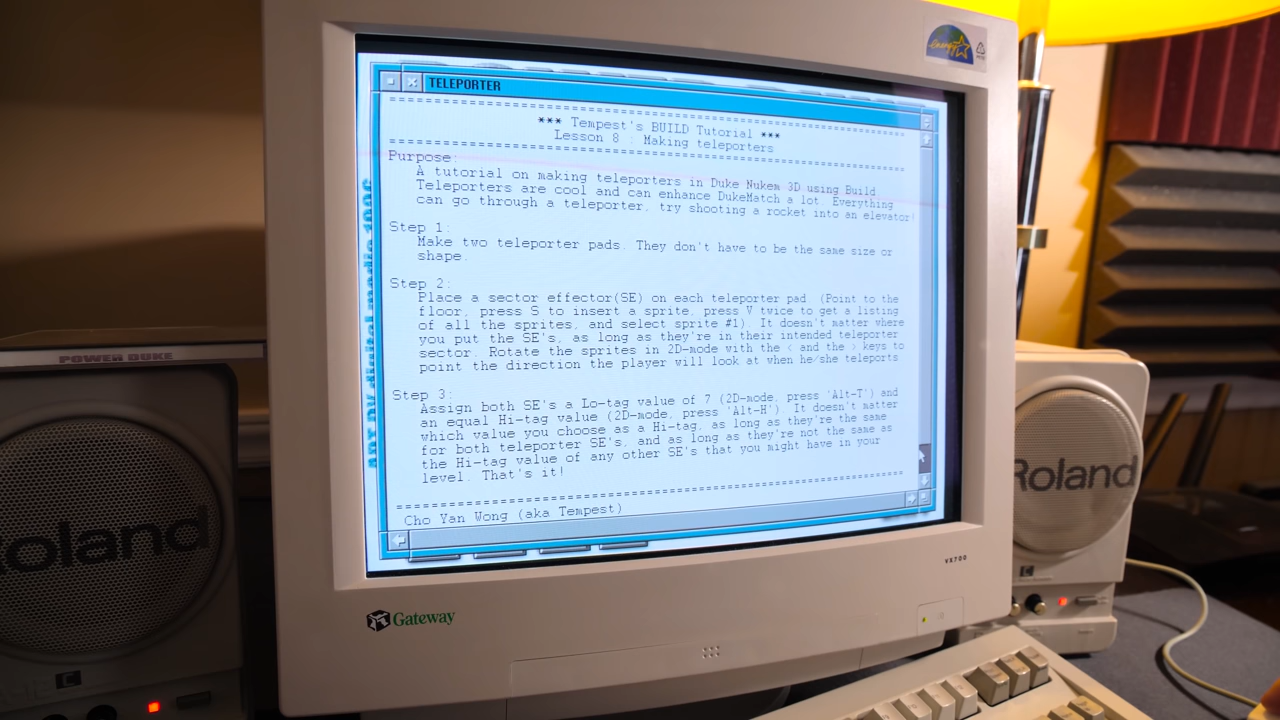 energy
TELEPORTER
================================================
*** Tempest's BUILD Tutorial ***
Lesson 8 : Making teleporters
================================================
Purpose:
A tutorial on making teleporters in Duke Nukem 3D using Build
Teleporters are cool and can enhance DukeMatch a lot. Everything
can go through a teleporter, try shooting a rocket into an elevator!
Step 1:
Make two teleporter pads. They don't have to be the same size or
shape.
Step 2:
Place a sector effector(SE) on each teleporter pad. (Point to the
floor, press S to insert a sprite, press V twice to get a listing
of all the sprites, and select sprite #1). It doesn't matter where
you put the SE's, as long as they're in their intended teleporter
sector. Rotate the sprites in 2D-mode with the < and the > keys to
point the direction the player will look at when he/she teleports.
Step 3:
Assign both SE's a Lo-tag value of 7 (2D-mode, press 'Alt-T') and
an equal Hi-tag value (2D-mode, press 'Alt-H'). It doesn't matter
which value you choose as a Hi-tag, as long as they're the same
for both teleporter SE's, and as long as they're not the same as
the Hi-tag value of any other SE's that you might have in your
level. That's it!
================================================
Cho Yan Wong (aka Tempest)
POWER DUKE
oland
Roland
VX700
Gateway